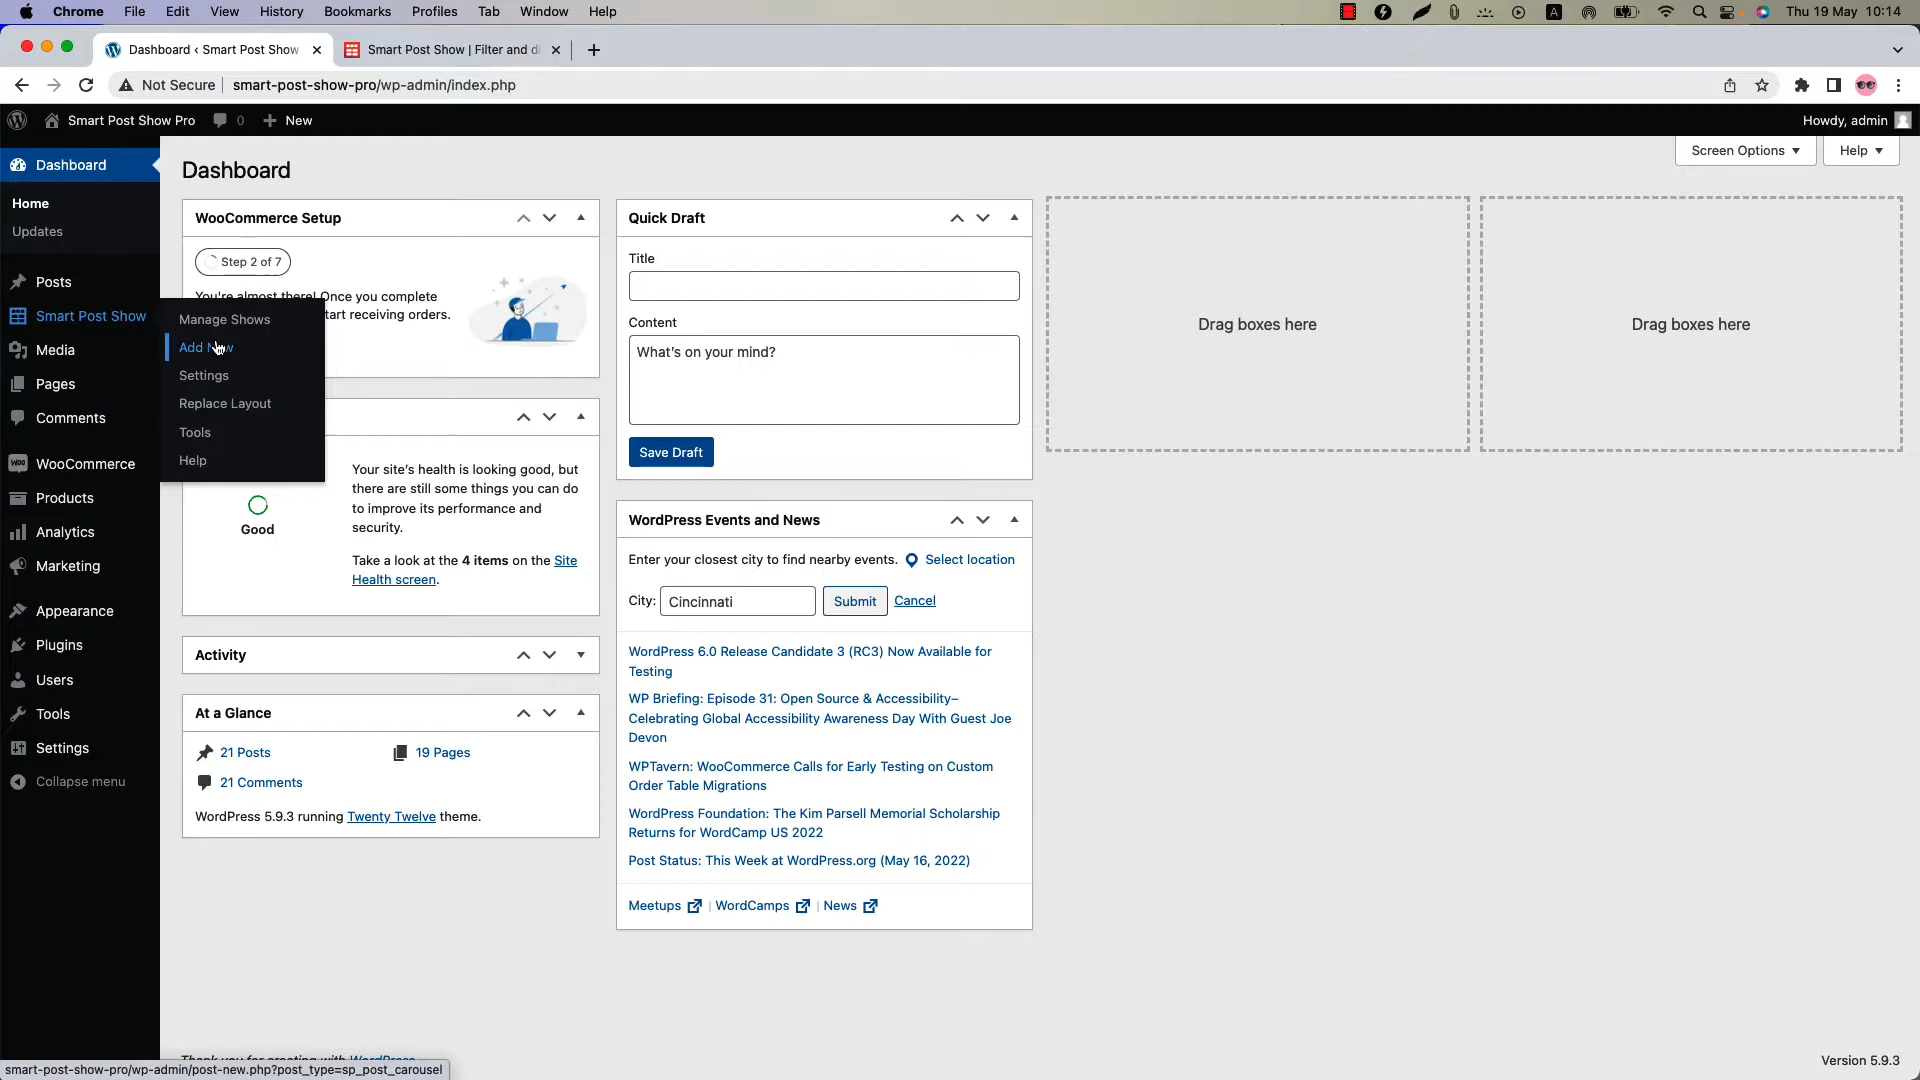 Chrome File Edit View History Bookmarks Profiles Tab Window Help
A Thu 19 May 10:14
Dashboard ‹ Smart Post Show
Smart Post Show | Filter and di
Not Secure smart-post-show-pro/wp-admin/index.php
Smart Post Show Pro 0 New Howdy, admin
Dashboard
Home
Updates
Posts
Smart Post Show
Media
Pages
Comments
WooCommerce
Products
Analytics
Marketing
Appearance
Plugins
Users
Tools
Settings
Collapse menu
Manage Shows
Add New
Settings
Replace Layout
Tools
Help
Screen Options
Help
Dashboard
WooCommerce Setup
Step 2 of 7
You're almost there! Once you complete
tart receiving orders.
Good
Your site's health is looking good, but
there are still some things you can do
to improve its performance and
security.
Take a look at the 4 items on the Site
Health screen.
Activity
At a Glance
21 Posts 19 Pages
21 Comments
WordPress 5.9.3 running Twenty Twelve theme.
Quick Draft
Title
Content
What's on your mind?
Save Draft
WordPress Events and News
Enter your closest city to find nearby events. Select location
City: Cincinnati Submit Cancel
WordPress 6.0 Release Candidate 3 (RC3) Now Available for
Testing
WP Briefing: Episode 31: Open Source & Accessibility–
Celebrating Global Accessibility Awareness Day With Guest Joe
Devon
WPTavern: WooCommerce Calls for Early Testing on Custom
Order Table Migrations
WordPress Foundation: The Kim Parsell Memorial Scholarship
Returns for WordCamp US 2022
Post Status: This Week at WordPress.org (May 16, 2022)
Meetups | WordCamps | News
Drag boxes here
Drag boxes here
Thank you for creating with WordPress
Version 5.9.3
smart-post-show-pro/wp-admin/post-new.php?post_type=sp_post_carousel